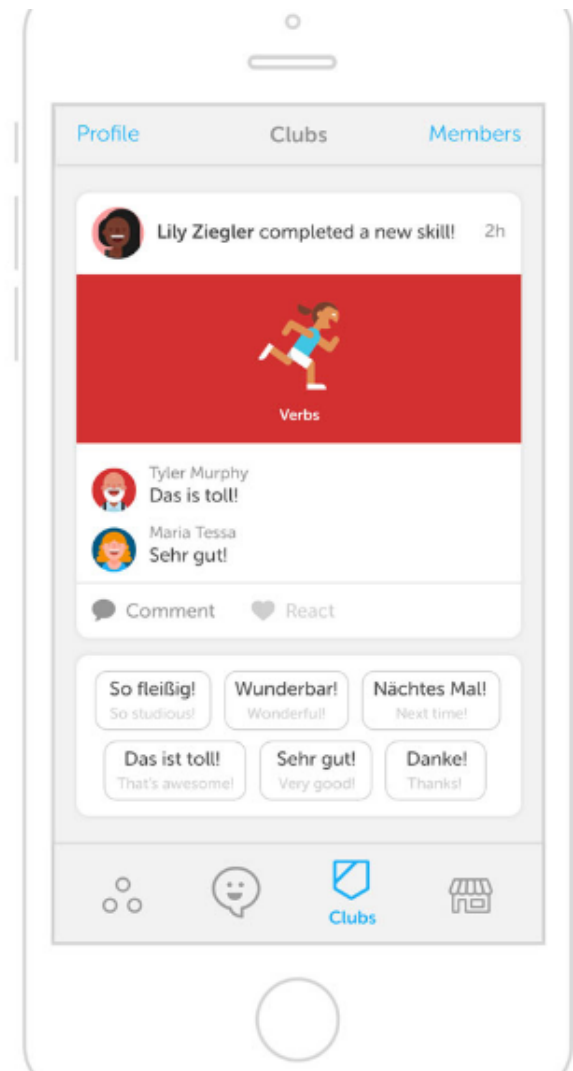 Profile Clubs Members
Lily Ziegler completed a new skill! 2h
Verbs
Tyler Murphy
Das is toll!
Maria Tessa
Sehr gut!
Comment React
So fleißig! Wunderbar! Nächtes Mal!
So studious! Wonderful! Next time!
Das ist toll! Sehr gut! Danke!
That's awesome! Very good! Thanks!
Clubs